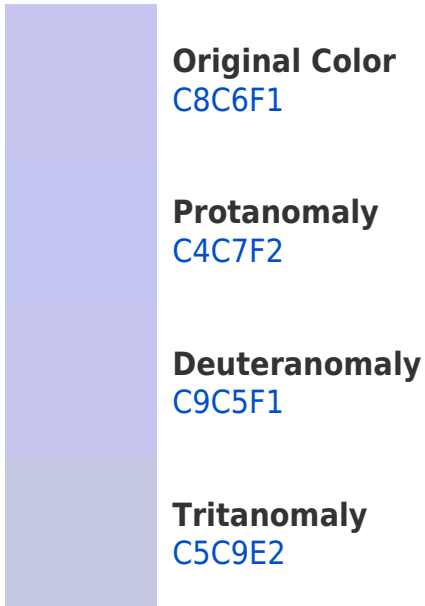 Original Color
C8C6F1
Protanomaly
C4C7F2
Deuteranomaly
C9C5F1
Tritanomaly
C5C9E2